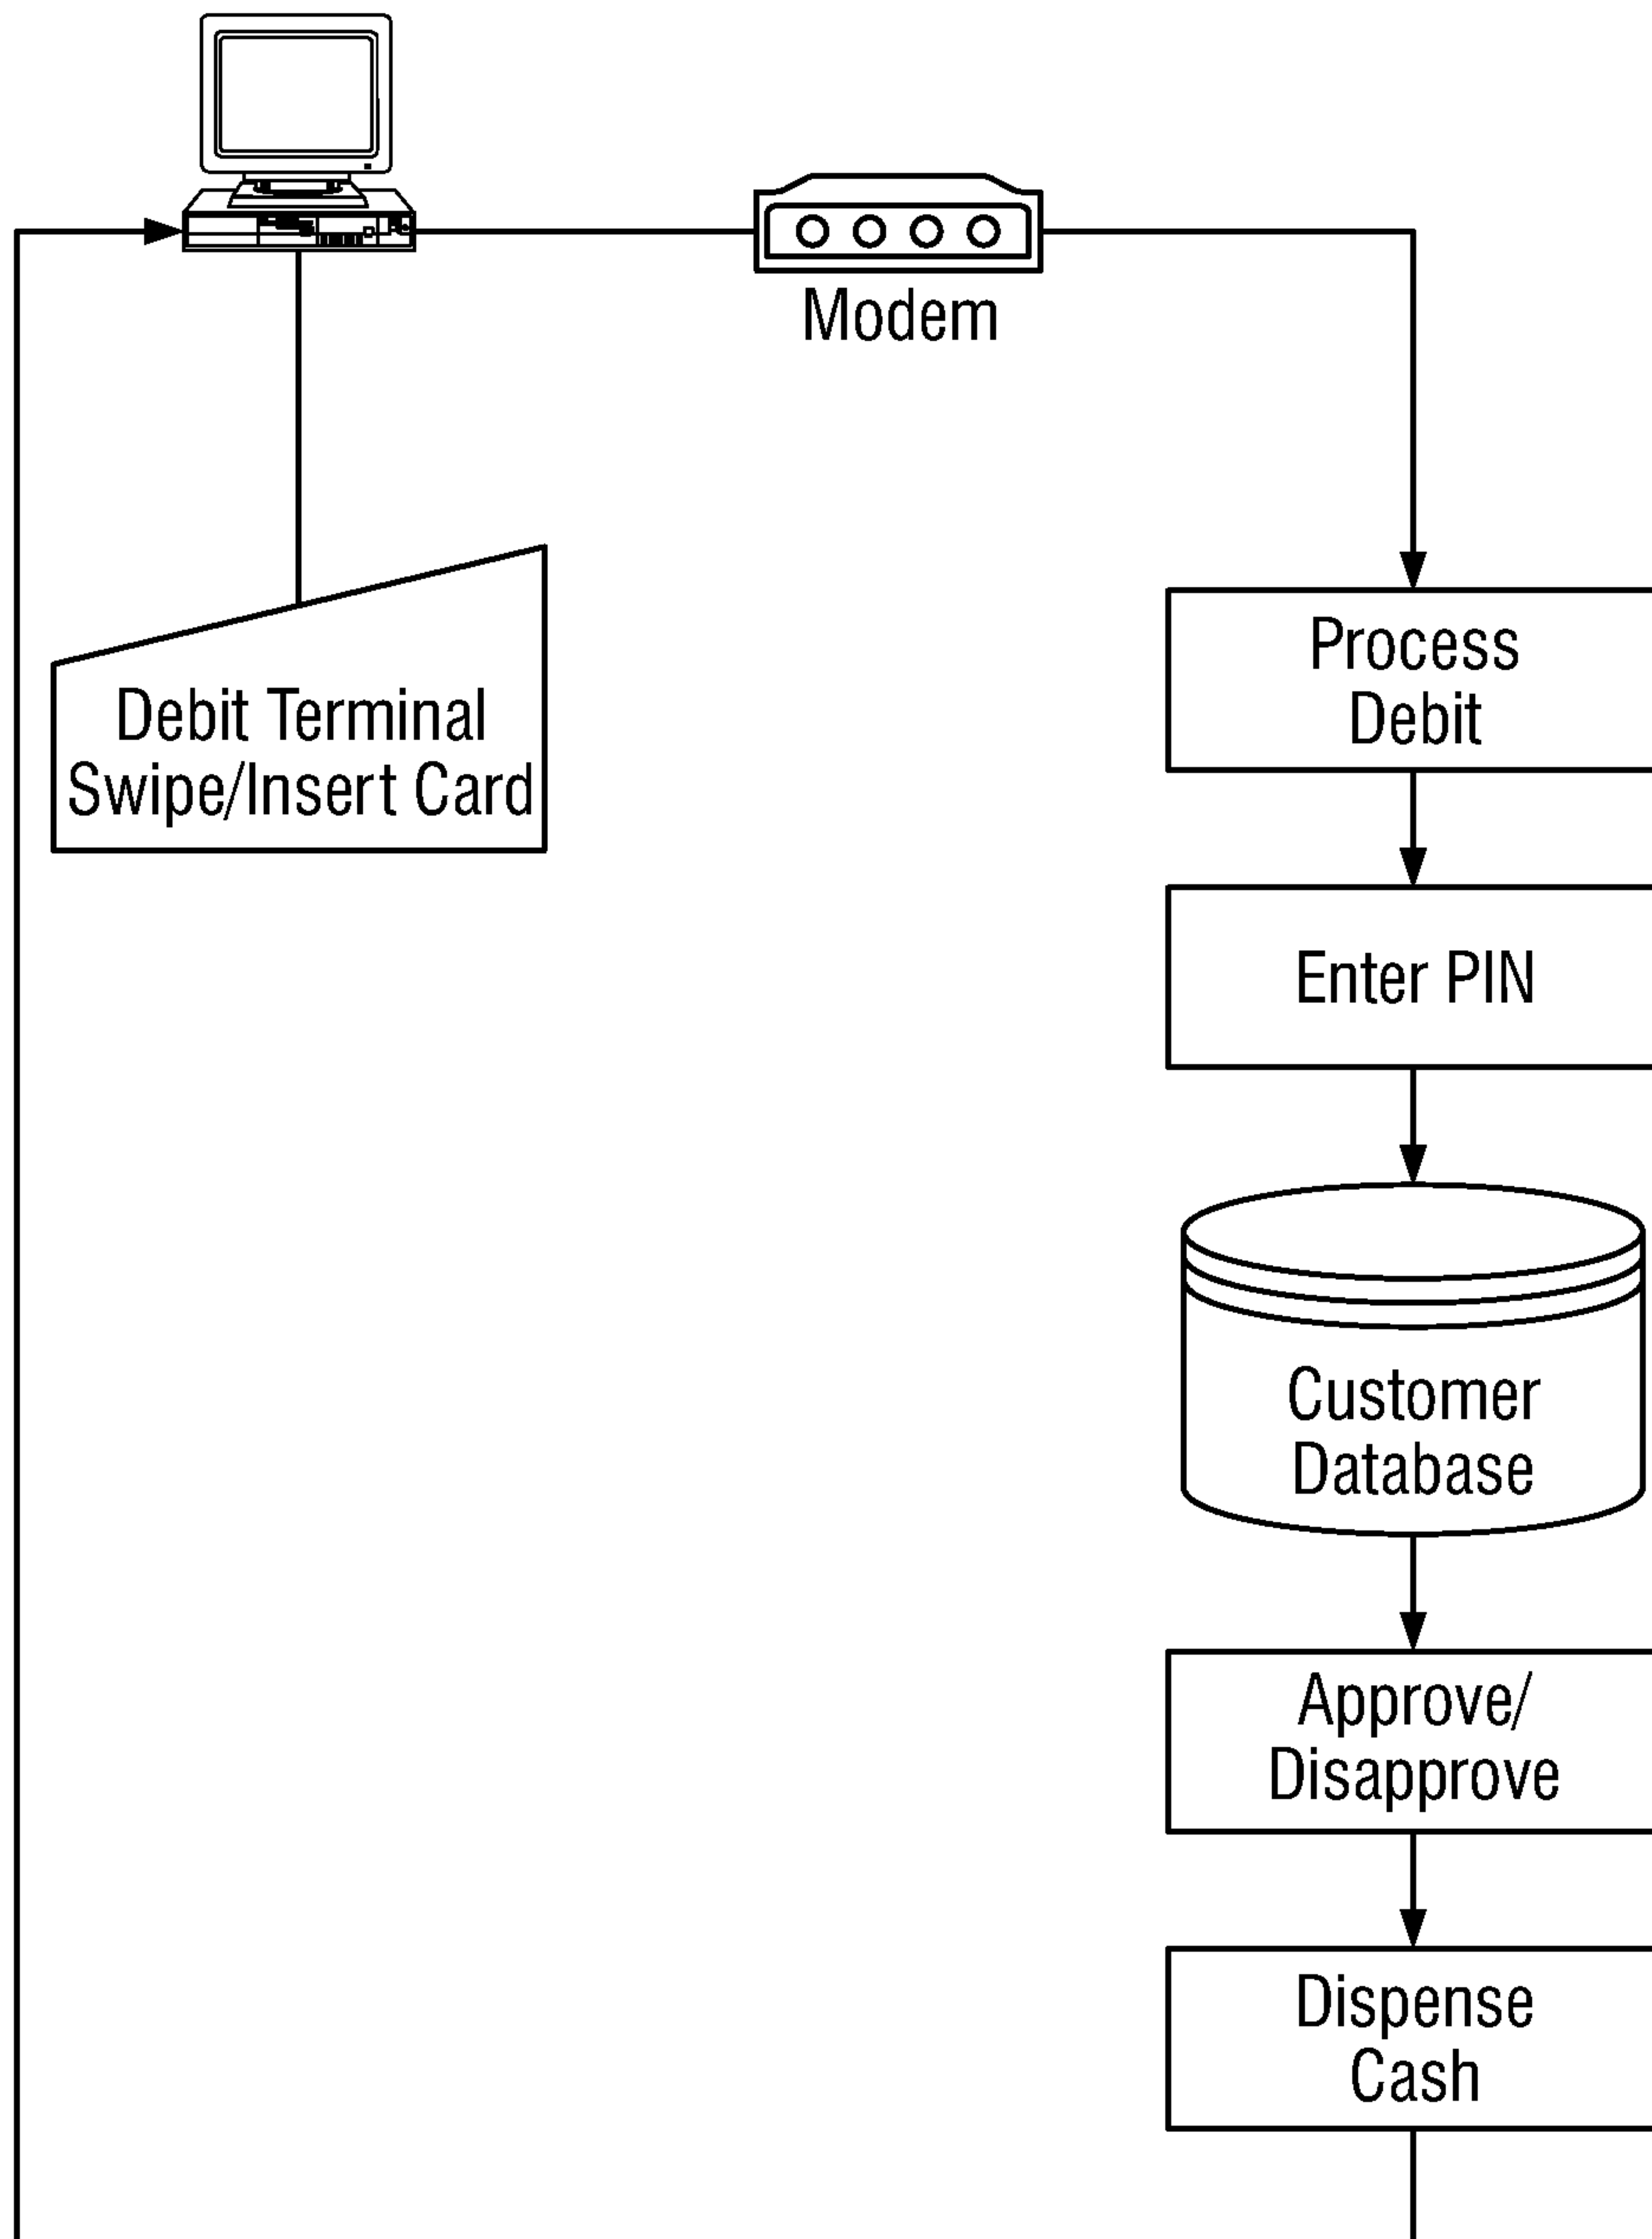 Modem
Debit Terminal
Swipe/Insert Card
Process
Debit
Enter PIN
Customer
Database
Approve/
Disapprove
Dispense
Cash